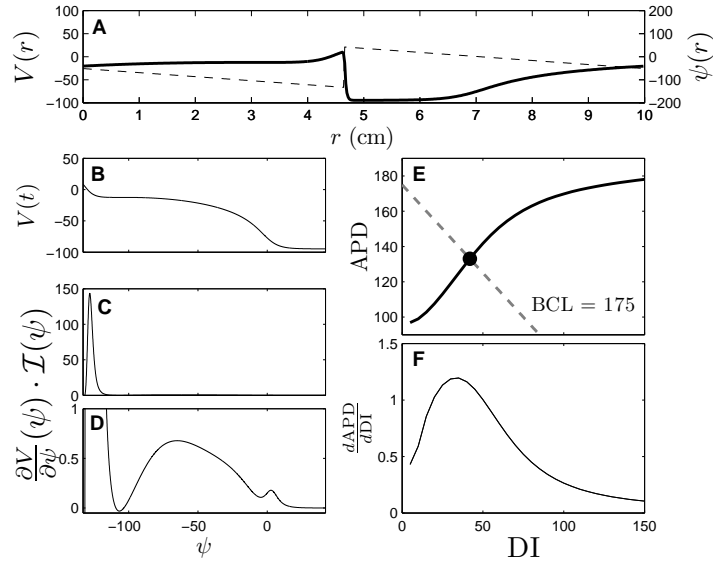 A
V(r)
100
50
0
−50
−100
200
100
0
−100
−200
ψ(r)
0 1 2 3 4 5 6 7 8 9 10
r (cm)
B
V(t)
50
0
−50
−100
C
150
100
50
0
D
1
0.5
0
∂V/∂ψ (ψ) · I(ψ)
−100 −50 0
ψ
E
APD
180
160
140
120
100
BCL = 175
F
dAPD/dDI
1.5
1
0.5
0
0 50 100 150
DI